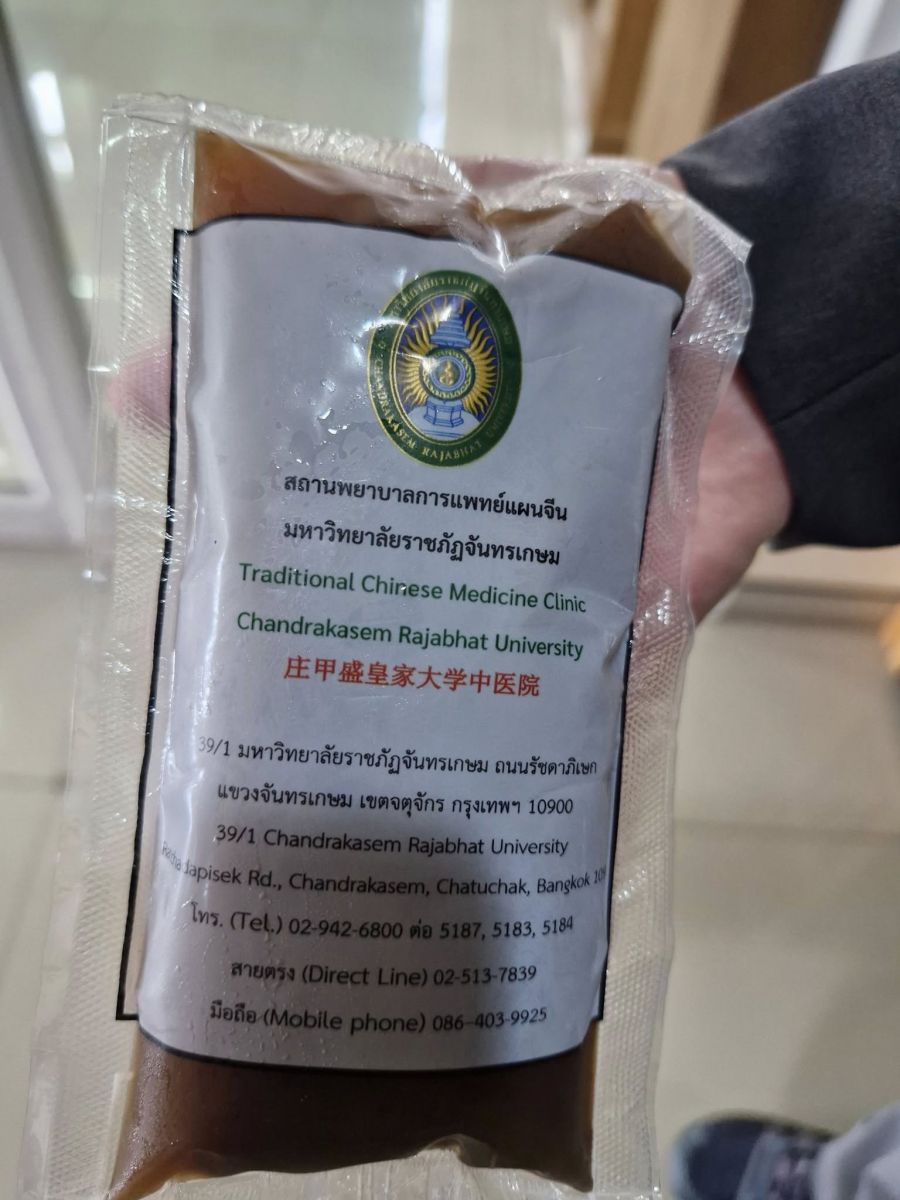 CHANDRAKASEM RAJABHAT UNIVERSITY
สถานพยาบาลการแพทย์แผนจีน
มหาวิทยาลัยราชภัฏจันทรเกษม
Traditional Chinese Medicine Clinic
Chandrakasem Rajabhat University
庄甲盛皇家大学中医院
39/1 มหาวิทยาลัยราชภัฏจันทรเกษม ถนนรัชดาภิเษก
แขวงจันทรเกษม เขตจตุจักร กรุงเทพฯ 10900
39/1 Chandrakasem Rajabhat University
Rd., Chandrakasem, Chatuchak, Bangkok
โทร. (Tel.) 02-942-6800 ต่อ 5187, 5183, 5184
สายตรง (Direct Line) 02-513-7839
มือถือ (Mobile phone) 086-403-9925